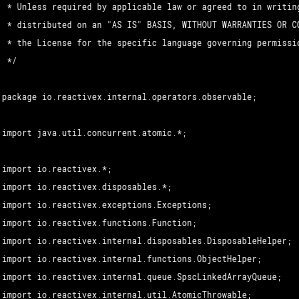 * Unless required by applicable law or agreed to in writing
* distributed on an "AS IS" BASIS, WITHOUT WARRANTIES OR CO
* the License for the specific language governing permissio
*/
package io.reactivex.internal.operators.observable;
import java.util.concurrent.atomic.*;
import io.reactivex.*;
import io.reactivex.disposables.*;
import io.reactivex.exceptions.Exceptions;
import io.reactivex.functions.Function;
import io.reactivex.internal.disposables.DisposableHelper;
import io.reactivex.internal.functions.ObjectHelper;
import io.reactivex.internal.queue.SpscLinkedArrayQueue;
import io.reactivex.internal.util.AtomicThrowable;